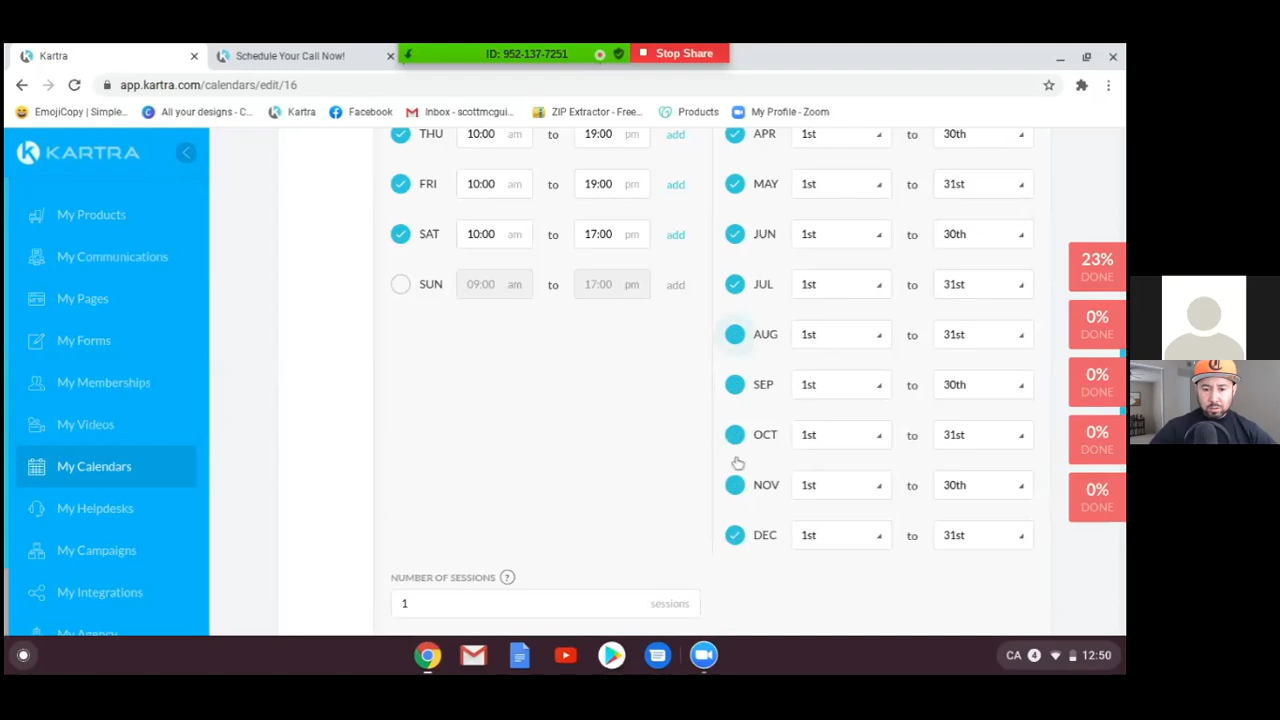 Kartra
Schedule Your Call Now!
ID: 952-137-7251
Stop Share
app.kartra.com/calendars/edit/16
EmojiCopy | Simple...
All your designs - C...
Kartra
Facebook
Inbox - scottmcgui...
ZIP Extractor - Free...
Products
My Profile - Zoom
KARTRA
My Products
My Communications
My Pages
My Forms
My Memberships
My Videos
My Calendars
My Helpdesks
My Campaigns
My Integrations
My Agency
THU 10:00 am to 19:00 pm add
FRI 10:00 am to 19:00 pm add
SAT 10:00 am to 17:00 pm add
SUN 09:00 am to 17:00 pm add
APR 1st to 30th
MAY 1st to 31st
JUN 1st to 30th
JUL 1st to 31st
AUG 1st to 31st
SEP 1st to 30th
OCT 1st to 31st
NOV 1st to 30th
DEC 1st to 31st
NUMBER OF SESSIONS ?
1 sessions
23%
DONE
0%
DONE
0%
DONE
0%
DONE
0%
DONE
CA 4 12:50